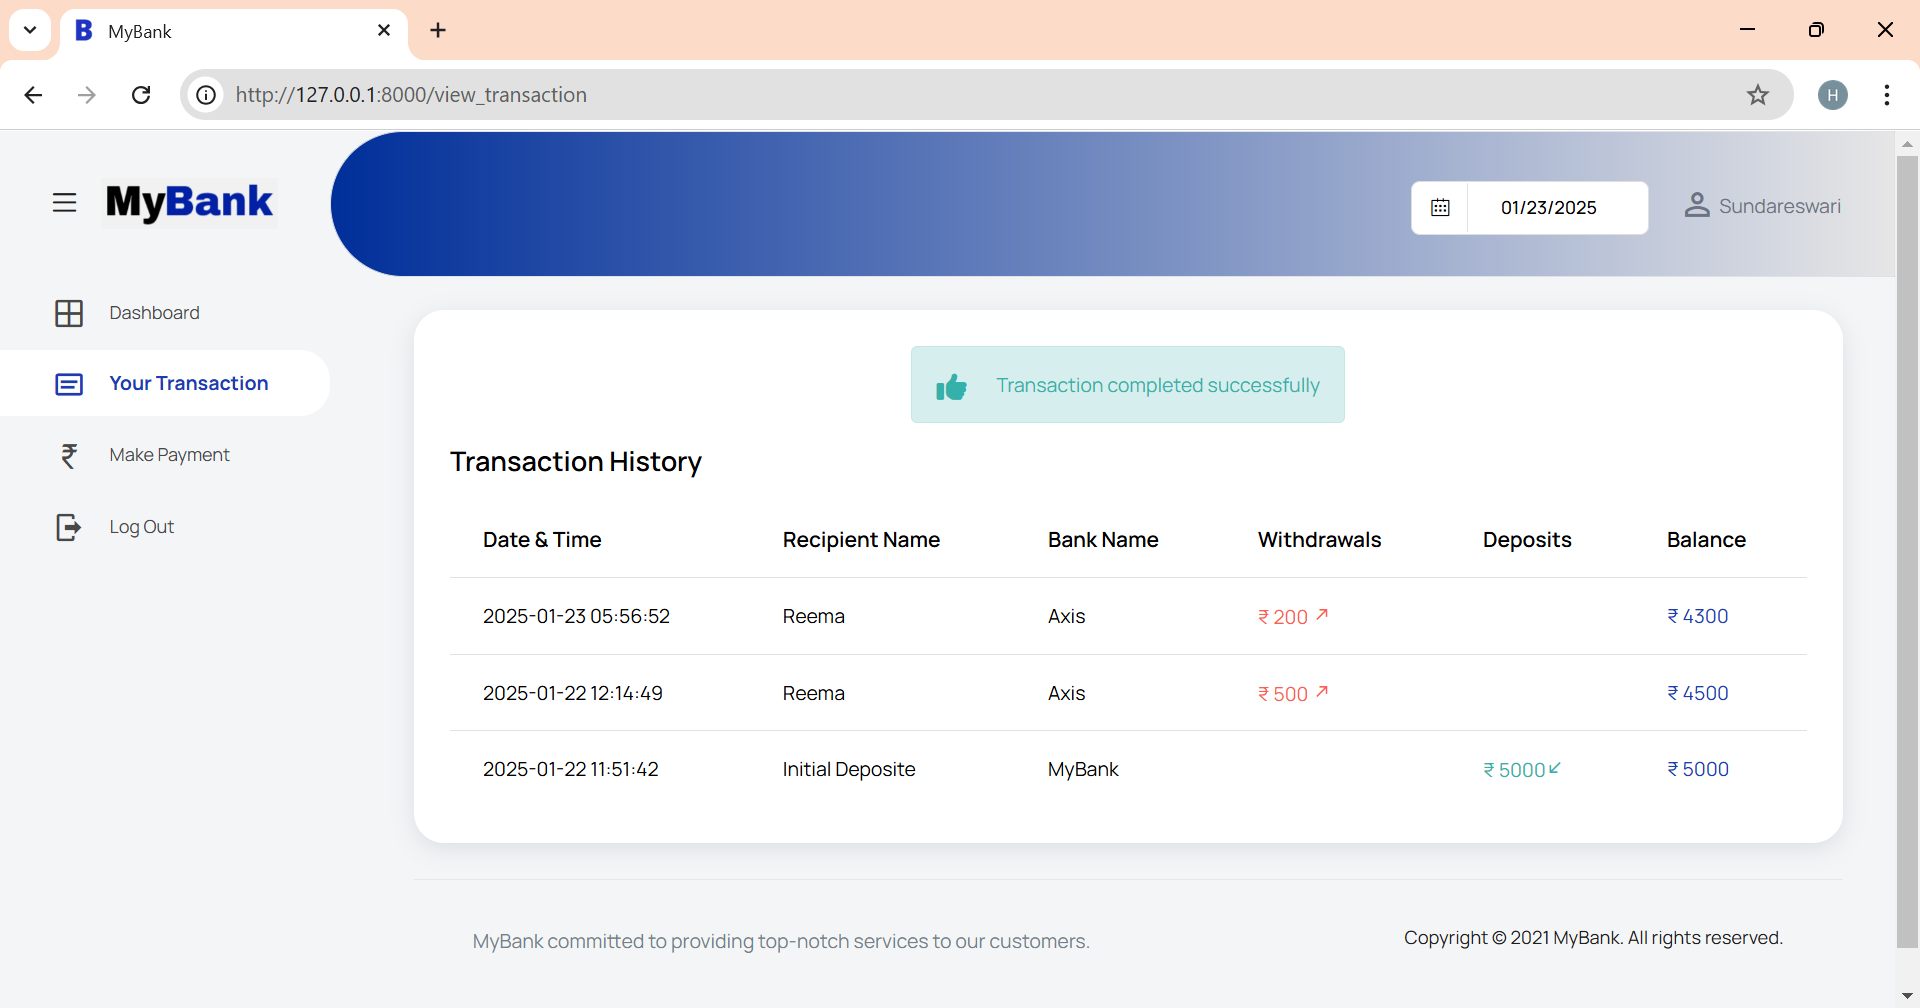 MyBank
http://127.0.0.1:8000/view_transaction
H
MyBank
01/23/2025
Sundareswari
Dashboard
Your Transaction
Make Payment
Log Out
Transaction completed successfully
Transaction History
Date & Time Recipient Name Bank Name Withdrawals Deposits Balance
2025-01-23 05:56:52 Reema Axis ₹ 200 ↗ ₹ 4300
2025-01-22 12:14:49 Reema Axis ₹ 500 ↗ ₹ 4500
2025-01-22 11:51:42 Initial Deposite MyBank ₹ 5000↙ ₹ 5000
MyBank committed to providing top-notch services to our customers.
Copyright © 2021 MyBank. All rights reserved.